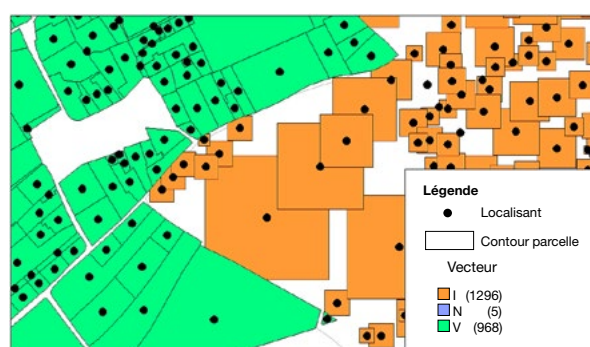 Légende
Localisant
Contour parcelle
Vecteur
I (1296)
N (5)
V (968)